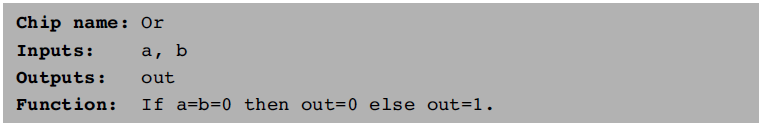 Chip name: Or
Inputs: a, b
Outputs: out
Function: If a=b=0 then out=0 else out=1.